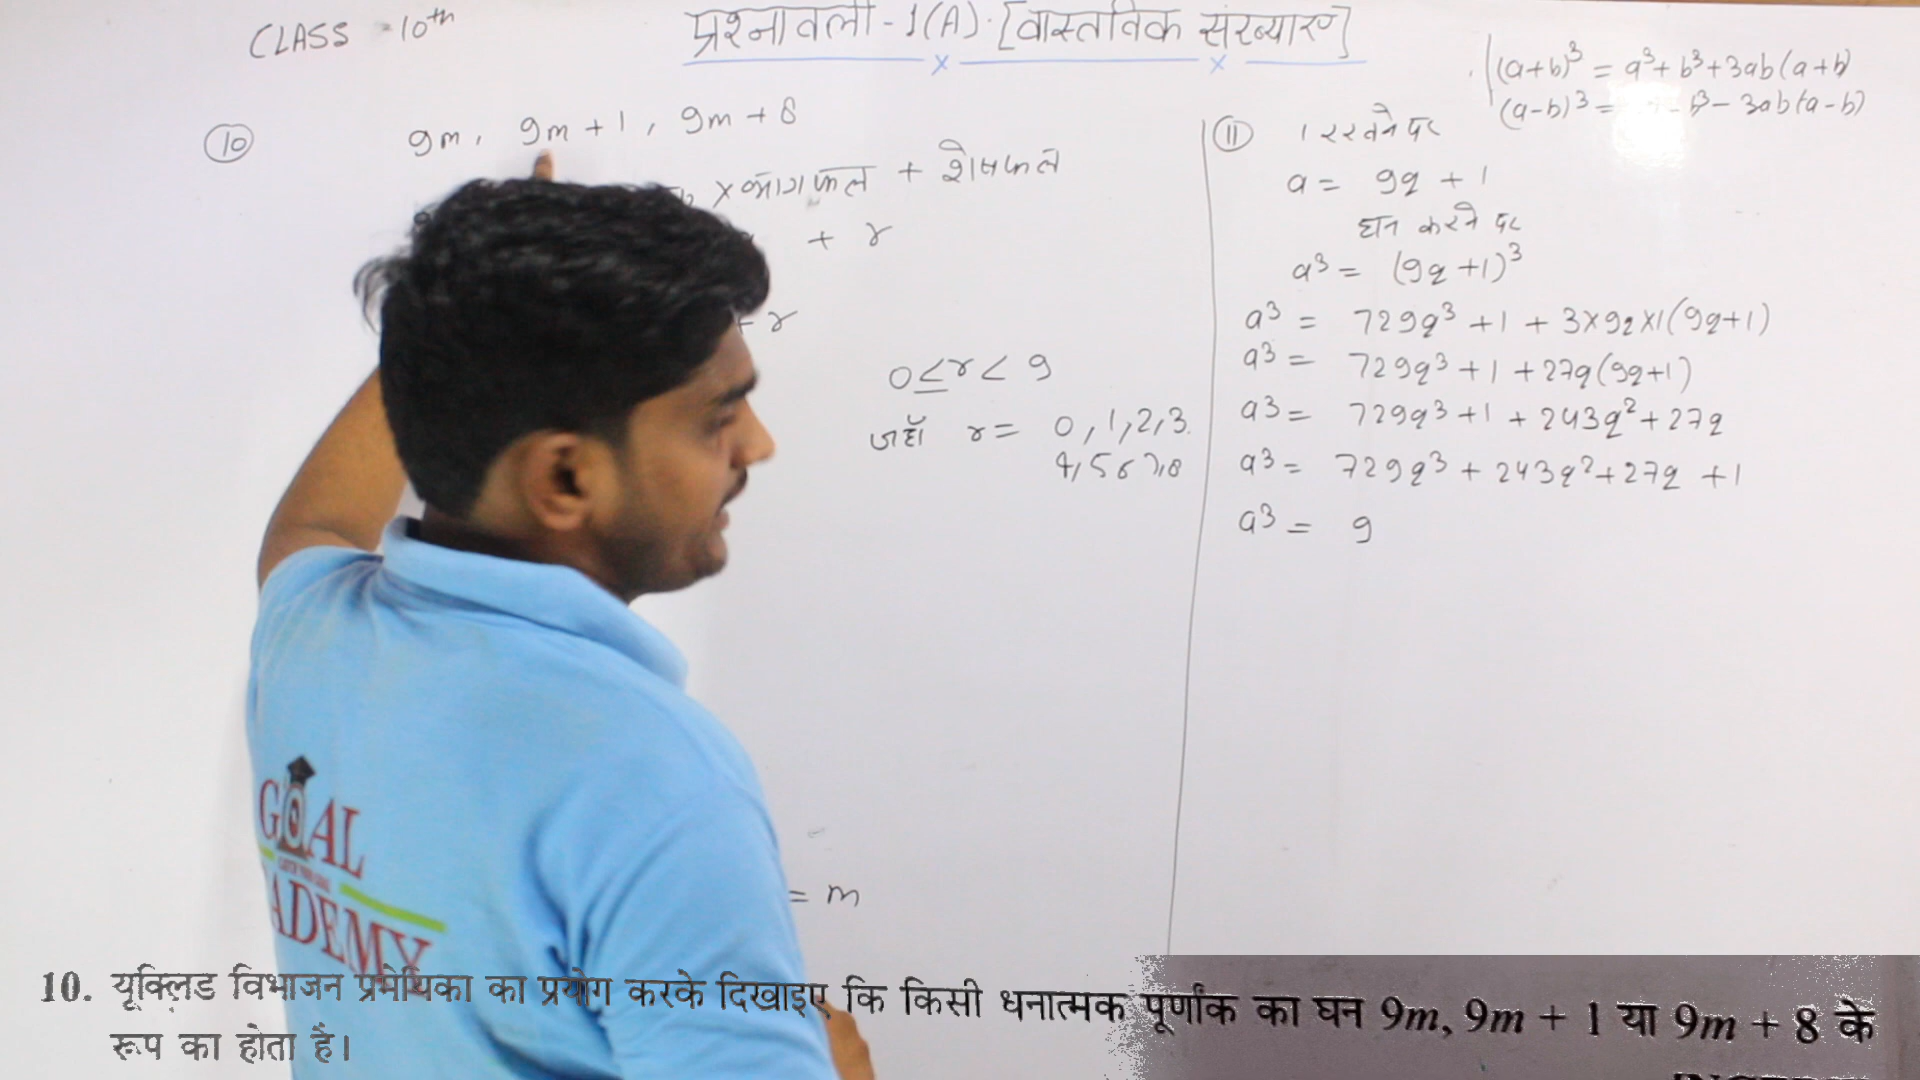 CLASS - 10th
प्रश्नावली - 1(A). [वास्तविक संख्याएं]
(a+b)³ = a³+ b³+3ab(a+b)
(a-b)³ = - b³- 3ab(a-b)
10
9m, 9m+1, 9m+8
× भागफल + शेषफल
+ r
+ r
0≤r< 9
जहाँ r = 0,1,2,3.
4,5 6 7,8
= m
11 1 रखने पर
a = 9q + 1
घन करने पर
a³ = (9q+1)³
a³ = 729q³ +1 + 3×9q×1(9q+1)
a³ = 729q³+1 +27q(9q+1)
a³ = 729q³+1 +243q²+27q
a³ = 729q³ + 243q²+27q +1
a³ = 9
GOAL
ADEMY
10. यूक्लिड विभाजन प्रमेयिका का प्रयोग करके दिखाइए कि किसी धनात्मक पूर्णांक का घन 9m, 9m + 1 या 9m + 8 के
रूप का होता है।